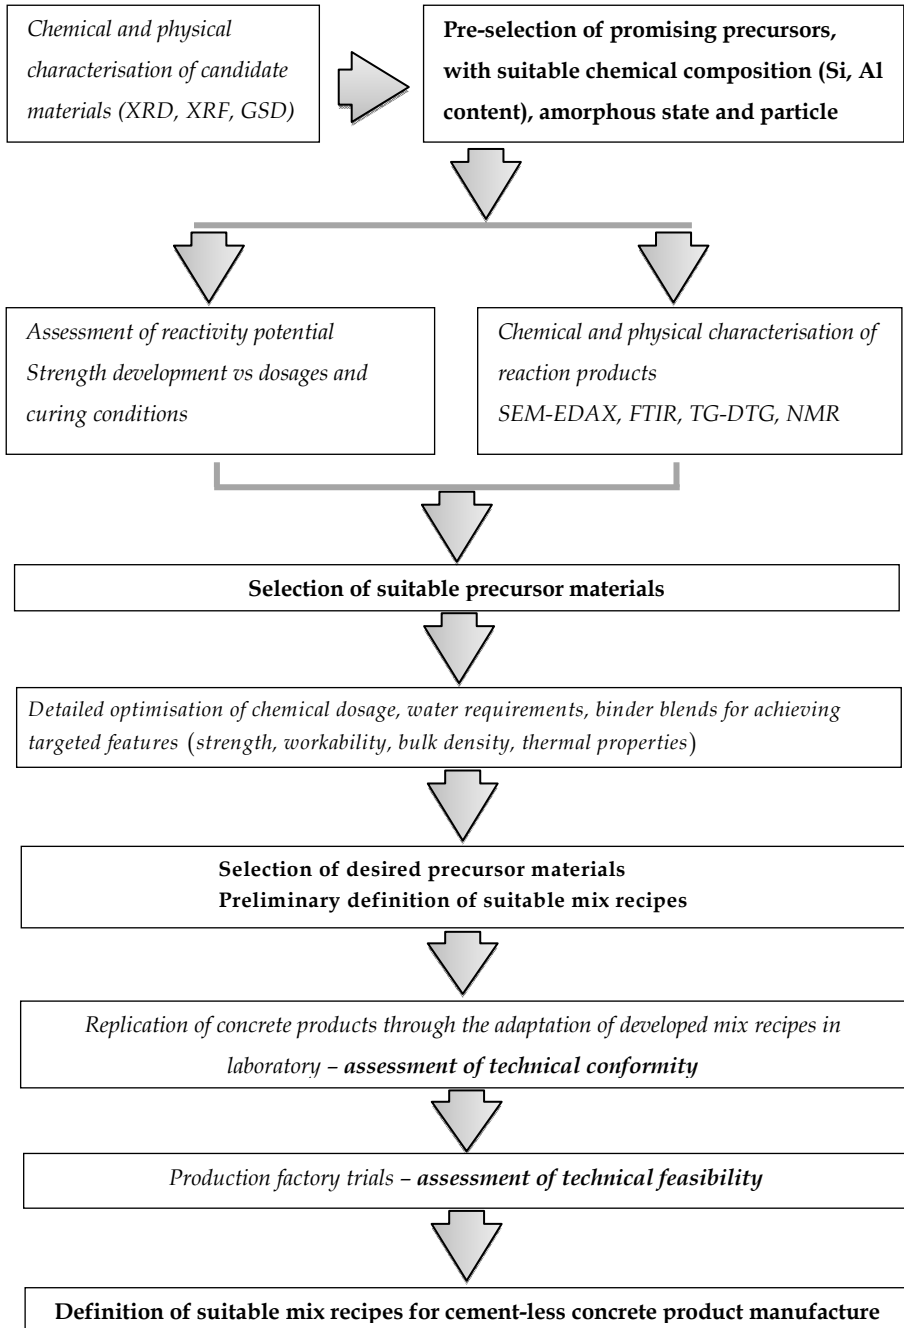 Chemical and physical
characterisation of candidate
materials (XRD, XRF, GSD)
Pre-selection of promising precursors,
with suitable chemical composition (Si, Al
content), amorphous state and particle
Assessment of reactivity potential
Strength development vs dosages and
curing conditions
Chemical and physical characterisation of
reaction products
SEM-EDAX, FTIR, TG-DTG, NMR
Selection of suitable precursor materials
Detailed optimisation of chemical dosage, water requirements, binder blends for achieving
targeted features (strength, workability, bulk density, thermal properties)
Selection of desired precursor materials
Preliminary definition of suitable mix recipes
Replication of concrete products through the adaptation of developed mix recipes in
laboratory – assessment of technical conformity
Production factory trials – assessment of technical feasibility
Definition of suitable mix recipes for cement-less concrete product manufacture